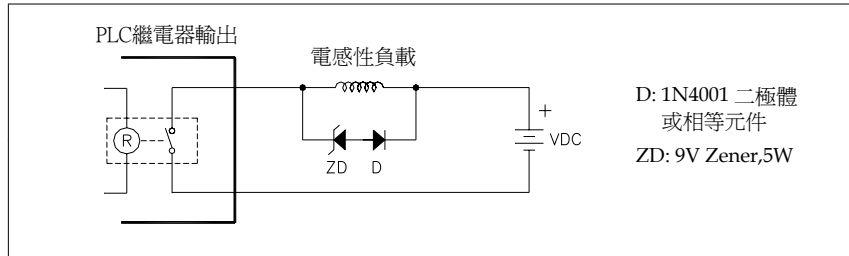 PLC繼電器輸出
電感性負載
R
ZD
D
+
VDC
D: 1N4001 二極體
或相等元件
ZD: 9V Zener,5W